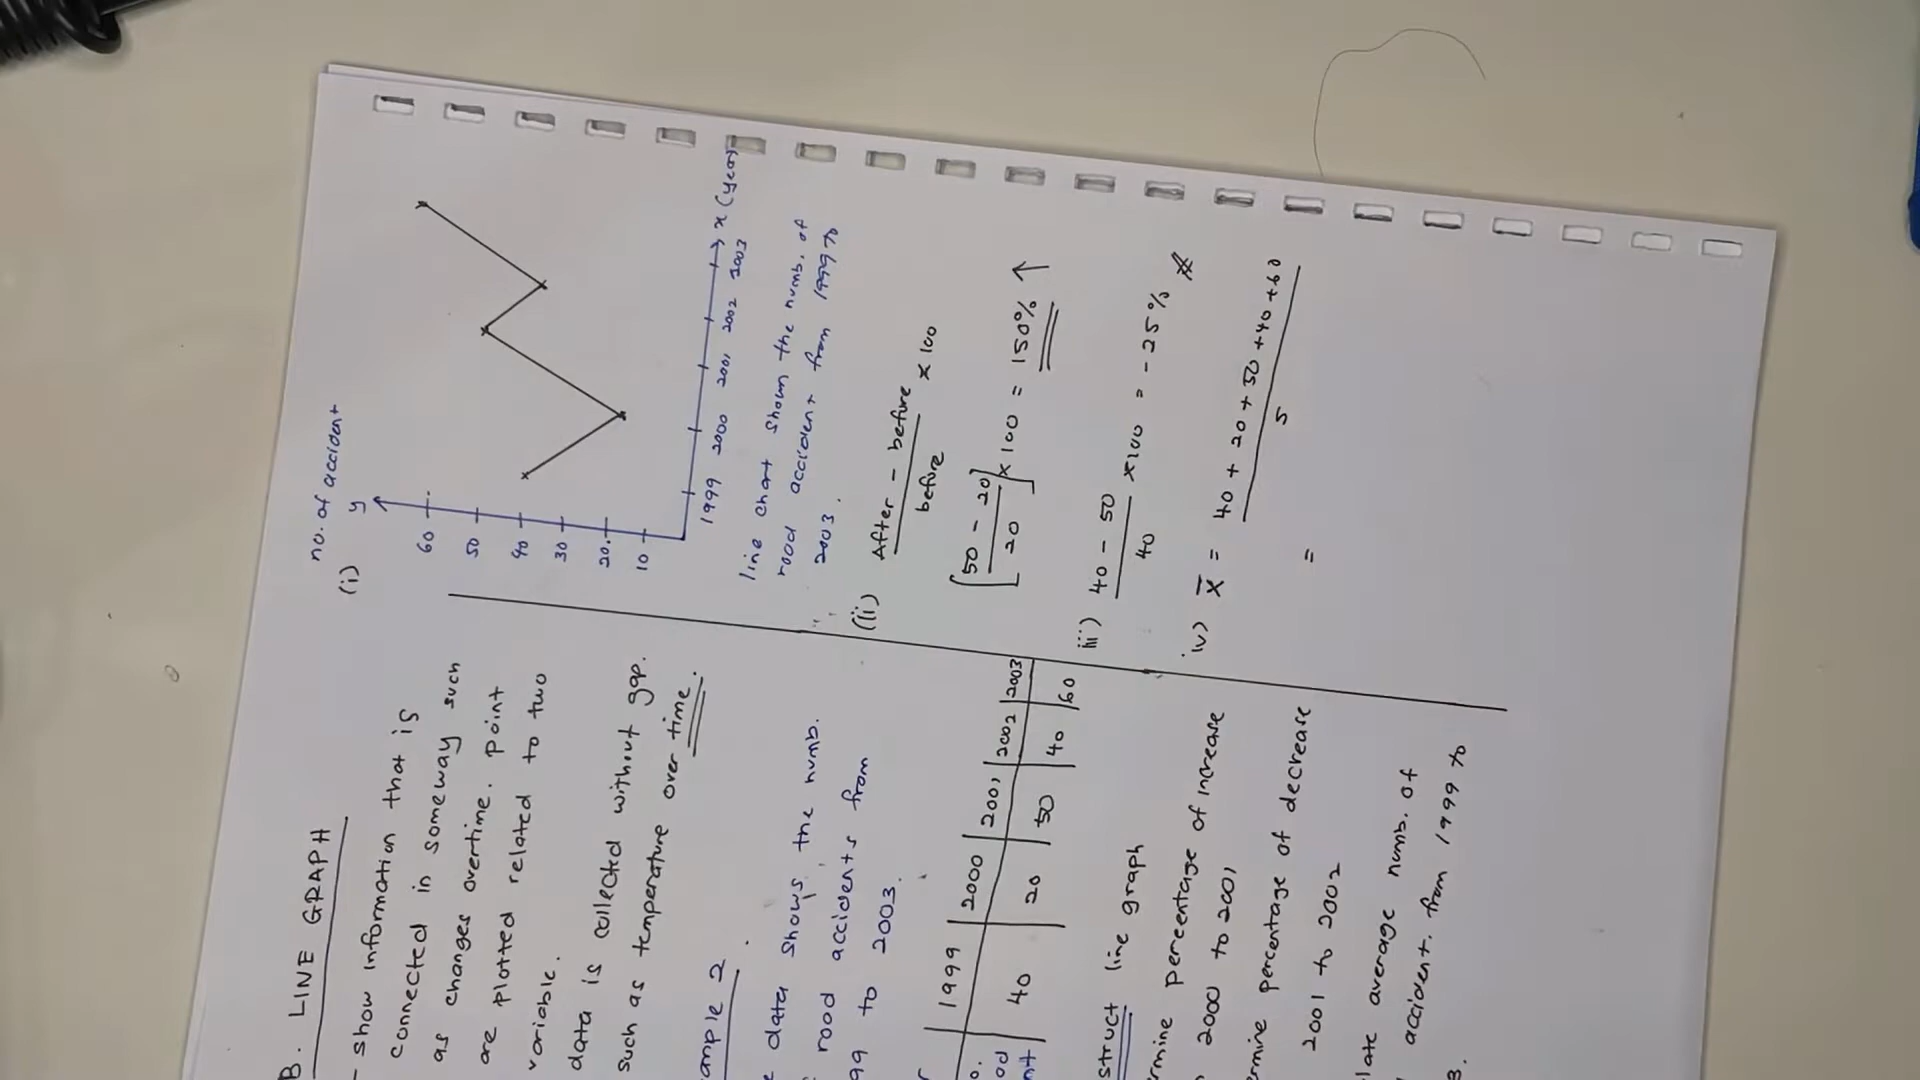 B. LINE GRAPH
- show information that is
connected in someway such
as changes overtime. point
are plotted related to two
variable.
data is collected without gap.
such as temperature over time.
ample 2
data shows the numb.
road accidents from
99 to 2003.
1999 | 2000 | 2001 | 2002 | 2003
40 | 20 | 50 | 40 | 60
struct line graph
ermine percentage of increase
2000 to 2001
ermine percentage of decrease
2001 to 2002
late average numb. of
accident. from 1999 to
3.
no. of accident
(i) y
60
50
40
30
20
10
1999 2000 2001 2002 2003 x (year)
line chart shown the numb. of
road accident from 1999 to
2003.
(ii) After - before / before x 100
[50 - 20 / 20] x 100 = 150% ↑
iii) 40 - 50 / 40 x 100 = - 25%
iv) x̄ = 40 + 20 + 50 + 40 + 60 / 5
=